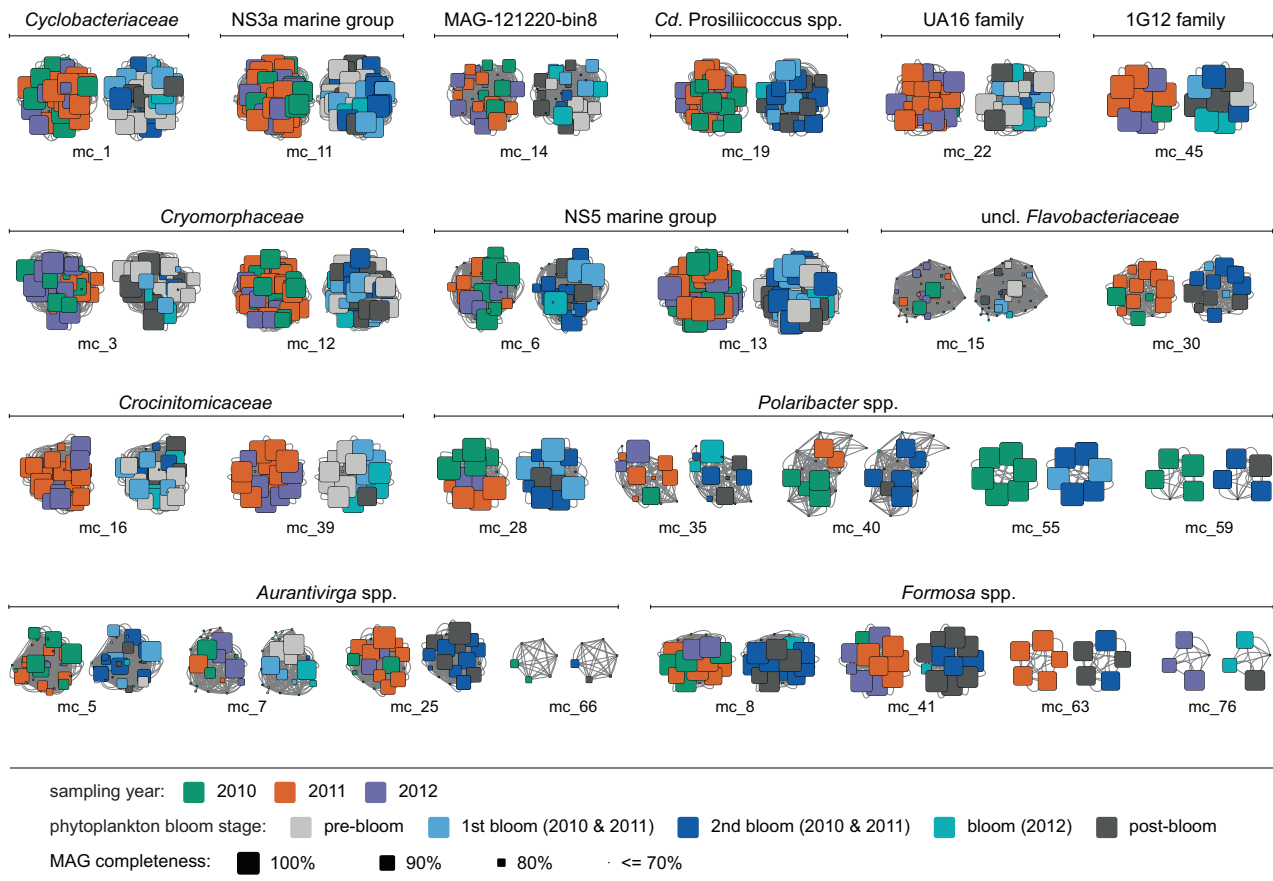 Cyclobacteriaceae NS3a marine group MAG-121220-bin8 Cd. Prosiliicoccus spp. UA16 family 1G12 family
mc_1 mc_11 mc_14 mc_19 mc_22 mc_45
Cryomorphaceae NS5 marine group uncl. Flavobacteriaceae
mc_3 mc_12 mc_6 mc_13 mc_15 mc_30
Crocinitomicaceae Polaribacter spp.
mc_16 mc_39 mc_28 mc_35 mc_40 mc_55 mc_59
Aurantivirga spp. Formosa spp.
mc_5 mc_7 mc_25 mc_66 mc_8 mc_41 mc_63 mc_76
sampling year: 2010 2011 2012
phytoplankton bloom stage: pre-bloom 1st bloom (2010 & 2011) 2nd bloom (2010 & 2011) bloom (2012) post-bloom
MAG completeness: 100% 90% 80% <= 70%